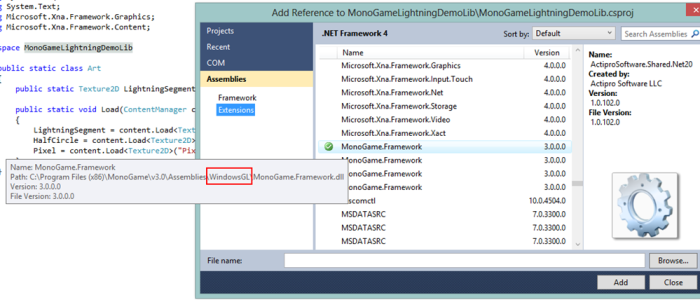 g System.Text;
g Microsoft.Xna.Framework.Graphics;
g Microsoft.Xna.Framework.Content;
space MonoGameLightningDemoLib
public static class Art
{
public static Texture2D LightningSegment
public static void Load(ContentManager c
{
LightningSegment = content.Load<Text
HalfCircle = content.Load<Texture2D>
Pixel = content.Load<Texture2D>("Pix
Name: MonoGame.Framework
Path: C:\Program Files (x86)\MonoGame\v3.0\Assemblies\WindowsGL\MonoGame.Framework.dll
Version: 3.0.0.0
File Version: 3.0.0.0
Add Reference to MonoGameLightningDemoLib\MonoGameLightningDemoLib.csproj
Projects
Recent
COM
Assemblies
Framework
Extensions
.NET Framework 4
Sort by: Default
Search Assemblies
Name Version
Microsoft.Xna.Framework.Graphics 4.0.0.0
Microsoft.Xna.Framework.Input.Touch 4.0.0.0
Microsoft.Xna.Framework.Net 4.0.0.0
Microsoft.Xna.Framework.Storage 4.0.0.0
Microsoft.Xna.Framework.Video 4.0.0.0
Microsoft.Xna.Framework.Xact 4.0.0.0
MonoGame.Framework 3.0.0.0
MonoGame.Framework 3.0.0.0
MonoGame.Framework 3.0.0.0
MonoGame.Framework 3.0.0.0
mscomctl 10.0.4504.0
MSDATASRC 7.0.3300.0
MSDATASRC 7.0.3300.0
MSDATASRC 7.0.3300.0
Name:
ActiproSoftware.Shared.Net20
Created by:
Actipro Software LLC
Version:
1.0.102.0
File Version:
1.0.102.0
File name:
Browse...
Add
Close